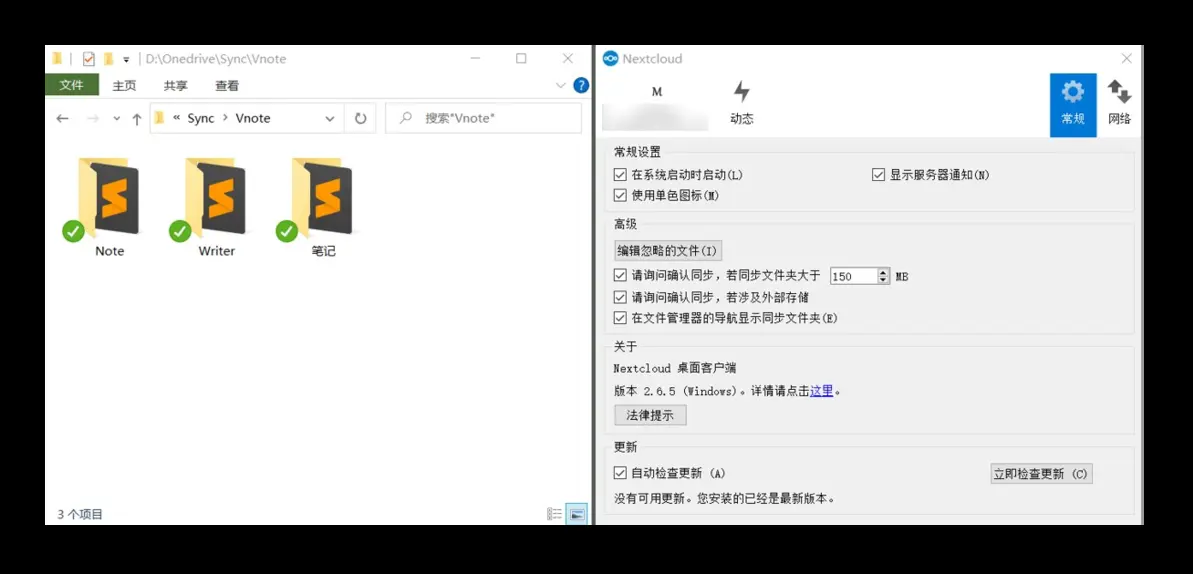 D:\Onedrive\Sync\Vnote
文件 主页 共享 查看
« Sync › Vnote 搜索"Vnote"
Note Writer 笔记
3 个项目
Nextcloud
M 动态 常规 网络
常规设置
在系统启动时启动(L) 显示服务器通知(N)
使用单色图标(M)
高级
编辑忽略的文件(I)
请询问确认同步，若同步文件夹大于 150 MB
请询问确认同步，若涉及外部存储
在文件管理器的导航显示同步文件夹(E)
关于
Nextcloud 桌面客户端
版本 2.6.5 (Windows)。详情请点击这里。
法律提示
更新
自动检查更新 (A) 立即检查更新 (C)
没有可用更新。您安装的已经是最新版本。